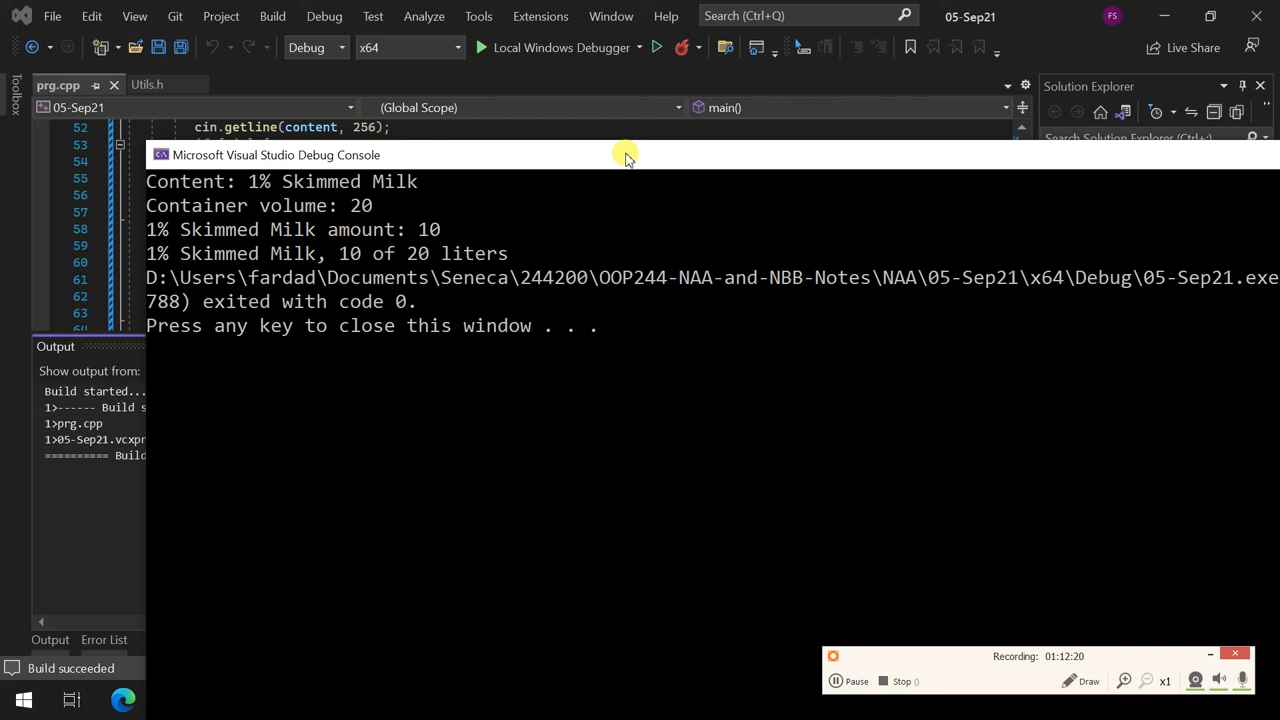 File Edit View Git Project Build Debug Test Analyze Tools Extensions Window Help Search (Ctrl+Q) 05-Sep21 FS
Debug x64 Local Windows Debugger Live Share
Toolbox
prg.cpp Utils.h Solution Explorer
05-Sep21 (Global Scope) main()
Search Solution Explorer (Ctrl+;)
52 cin.getline(content, 256);
53
54
55
56
57
58
59
60
61
62
63
64
Microsoft Visual Studio Debug Console
Content: 1% Skimmed Milk
Container volume: 20
1% Skimmed Milk amount: 10
1% Skimmed Milk, 10 of 20 liters
D:\Users\fardad\Documents\Seneca\244200\OOP244-NAA-and-NBB-Notes\NAA\05-Sep21\x64\Debug\05-Sep21.exe
788) exited with code 0.
Press any key to close this window . . .
Output
Show output from:
Build started...
1>------ Build s
1>prg.cpp
1>05-Sep21.vcxpr
========== Build
Output Error List
Build succeeded
Recording: 01:12:20
Pause Stop () Draw x1